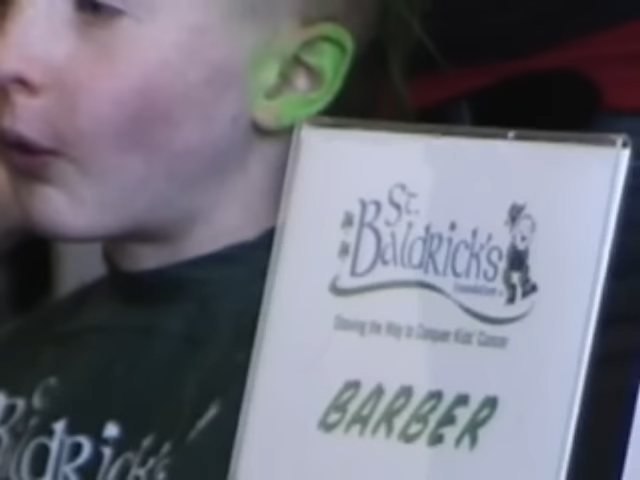 St.
Baldrick's
Foundation
Shaving the Way to Conquer Kids' Cancer
BARBER
Baldrick's